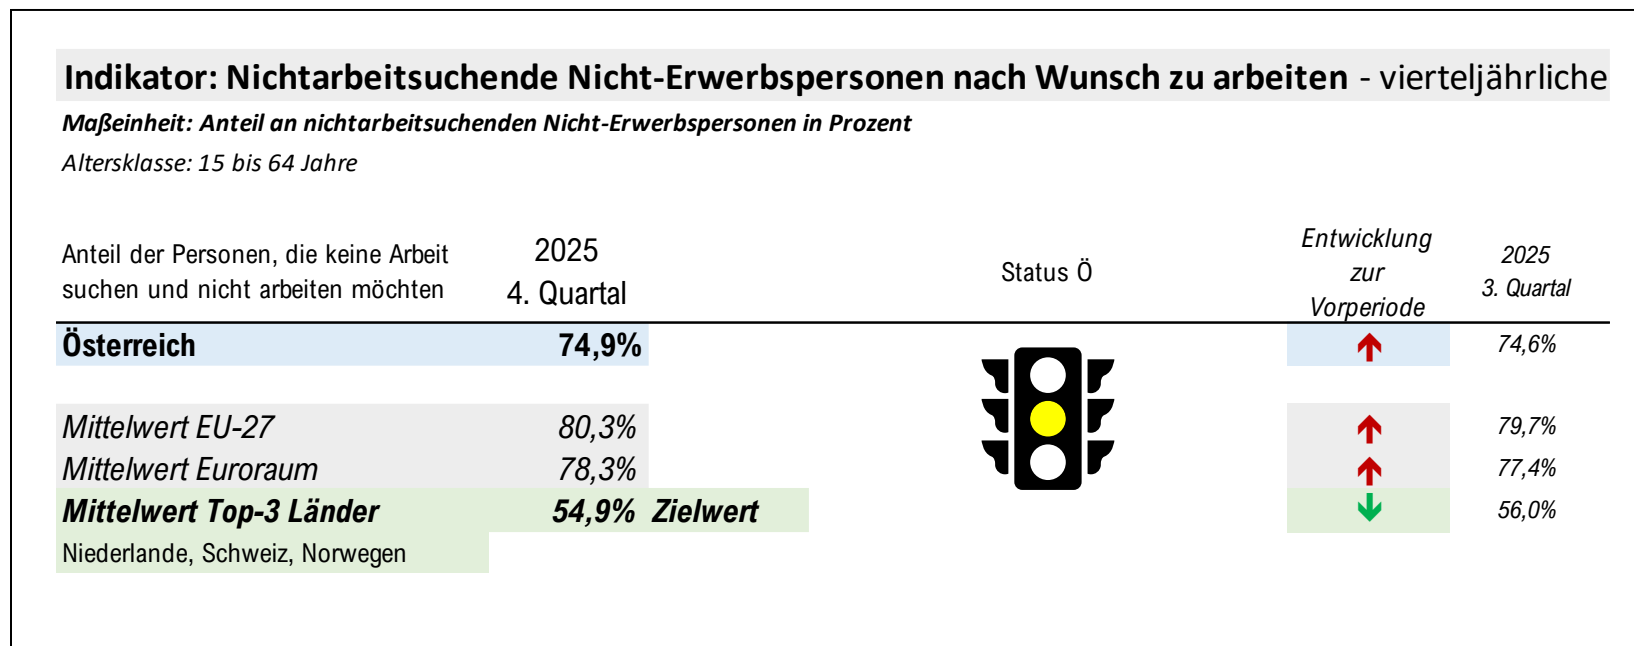 Indikator: Nichtarbeitsuchende Nicht-Erwerbspersonen nach Wunsch zu arbeiten - vierteljährliche
Maßeinheit: Anteil an nichtarbeitsuchenden Nicht-Erwerbspersonen in Prozent
Altersklasse: 15 bis 64 Jahre
Anteil der Personen, die keine Arbeit
suchen und nicht arbeiten möchten
2025
4. Quartal
Status Ö
Entwicklung
zur
Vorperiode
2025
3. Quartal
Österreich 74,9% 74,6%
Mittelwert EU-27 80,3% 79,7%
Mittelwert Euroraum 78,3% 77,4%
Mittelwert Top-3 Länder 54,9% Zielwert 56,0%
Niederlande, Schweiz, Norwegen